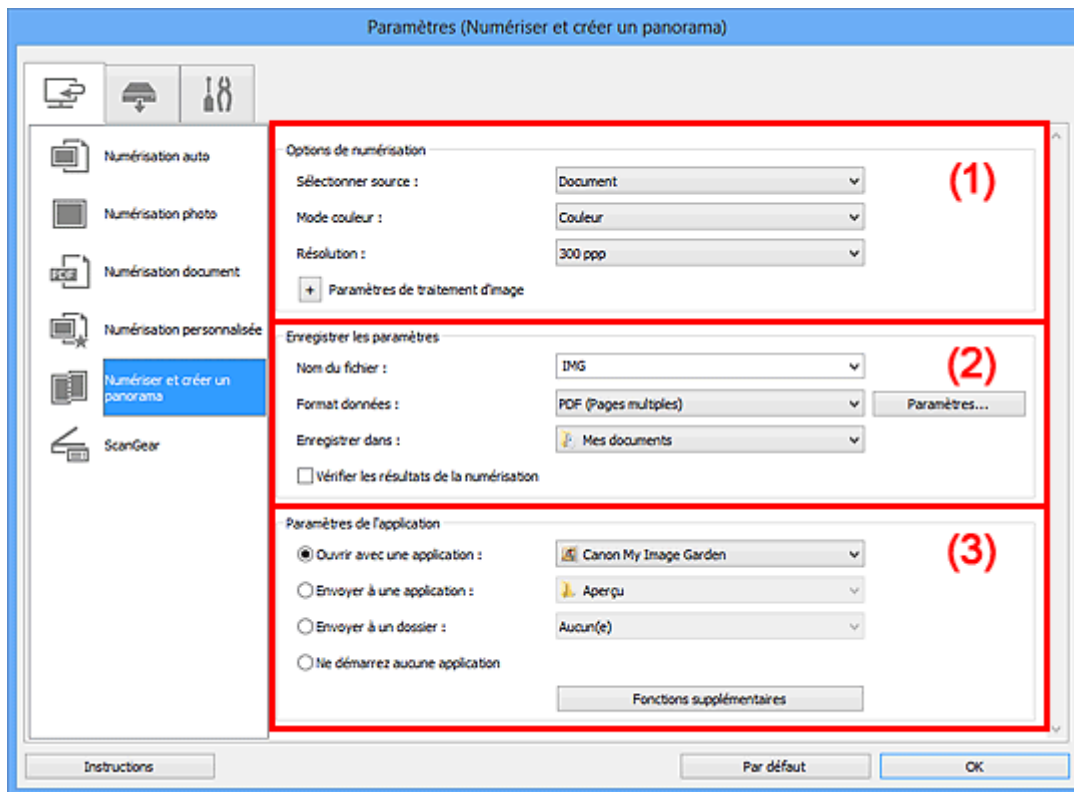 Paramètres (Numériser et créer un panorama)
Numérisation auto
Numérisation photo
PDF
Numérisation document
Numérisation personnalisée
Numériser et créer un
panorama
ScanGear
Options de numérisation
(1)
Sélectionner source : Document
Mode couleur : Couleur
Résolution : 300 ppp
+ Paramètres de traitement d'image
Enregistrer les paramètres
(2)
Nom du fichier : IMG
Format données : PDF (Pages multiples) Paramètres...
Enregistrer dans : Mes documents
Vérifier les résultats de la numérisation
Paramètres de l'application
(3)
Ouvrir avec une application : Canon My Image Garden
Envoyer à une application : Aperçu
Envoyer à un dossier : Aucun(e)
Ne démarrez aucune application
Fonctions supplémentaires
Instructions Par défaut OK